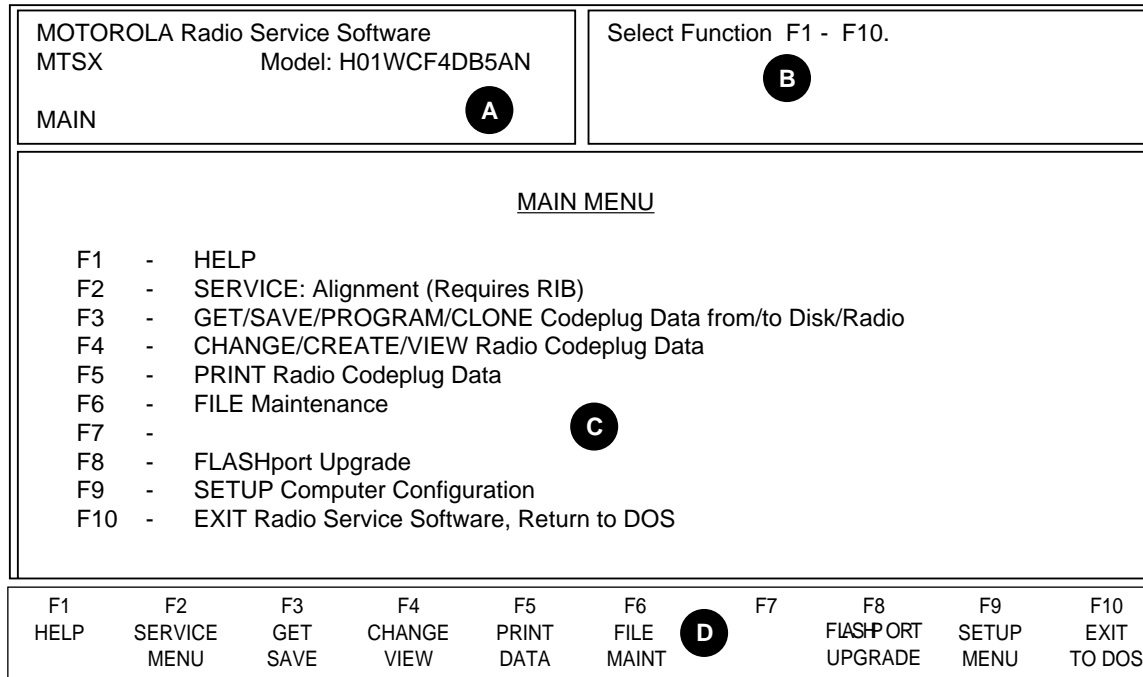 MOTOROLA Radio Service Software
MTSX Model: H01WCF4DB5AN
A
MAIN
Select Function F1 - F10.
B
MAIN MENU
F1 - HELP
F2 - SERVICE: Alignment (Requires RIB)
F3 - GET/SAVE/PROGRAM/CLONE Codeplug Data from/to Disk/Radio
F4 - CHANGE/CREATE/VIEW Radio Codeplug Data
F5 - PRINT Radio Codeplug Data
F6 - FILE Maintenance
C
F7 -
F8 - FLASHport Upgrade
F9 - SETUP Computer Configuration
F10 - EXIT Radio Service Software, Return to DOS
F1 F2 F3 F4 F5 F6 F7 F8 F9 F10
HELP SERVICE GET CHANGE PRINT FILE D FLASHPORT SETUP EXIT
MENU SAVE VIEW DATA MAINT UPGRADE MENU TO DOS